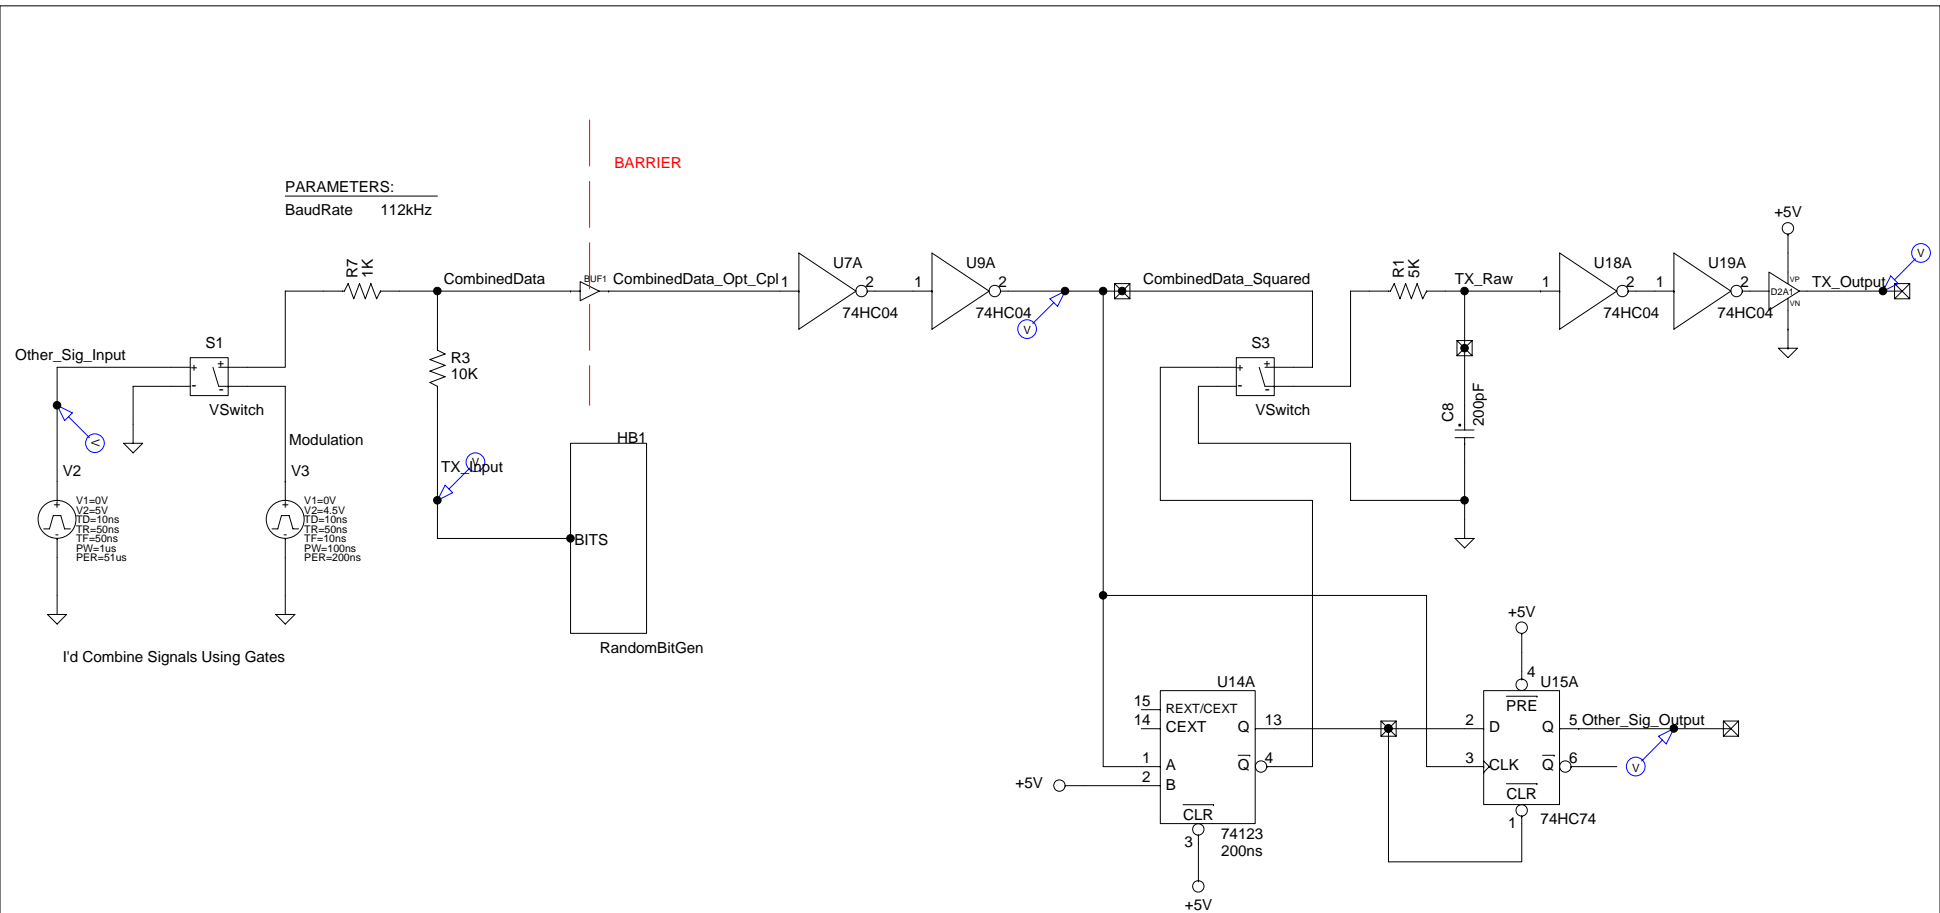 BARRIER
PARAMETERS:
BaudRate 112kHz
R7
1K
CombinedData
BUF1
CombinedData_Opt_Cpl
1
U7A
2
74HC04
1
U9A
2
74HC04
V
CombinedData_Squared
R1
5K
TX_Raw
1
U18A
2
74HC04
1
U19A
2
74HC04
+5V
VP
D2A1
VN
TX_Output
V
Other_Sig_Input
S1
+
-
+
-
VSwitch
V
R3
10K
S3
+
-
+
-
VSwitch
C8
200pF
V2
+
-
V1=0V
V2=5V
TD=10ns
TR=50ns
TF=50ns
PW=1us
PER=51us
Modulation
V3
+
-
V1=0V
V2=4.5V
TD=10ns
TR=50ns
TF=10ns
PW=100ns
PER=200ns
TX_Input
V
HB1
BITS
RandomBitGen
I'd Combine Signals Using Gates
U14A
15 REXT/CEXT
14 CEXT
Q 13
1 A
Q 4
2 B
+5V
CLR
3
74123
200ns
+5V
+5V
4
U15A
PRE
2 D
Q 5 Other_Sig_Output
3 CLK
Q 6
V
CLR
1
74HC74